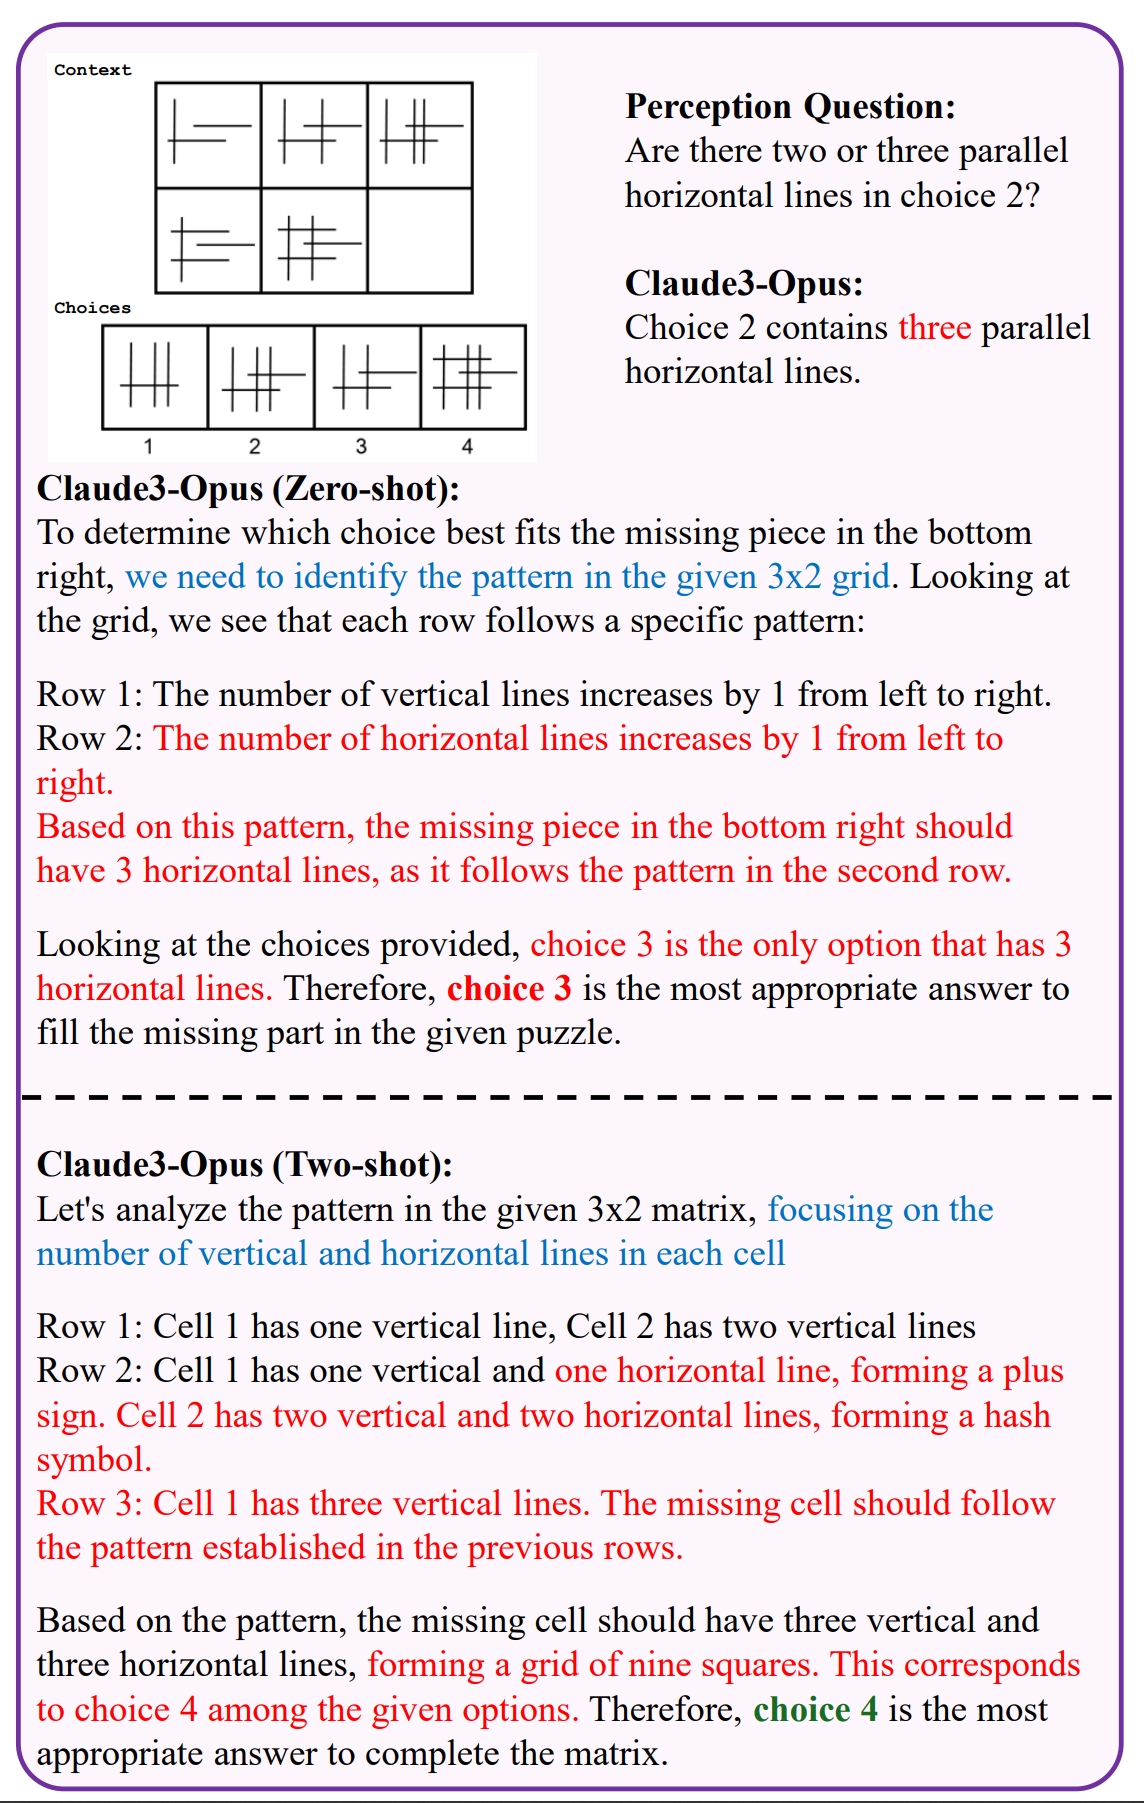 Context
Choices
1 2 3 4
Perception Question:
Are there two or three parallel
horizontal lines in choice 2?
Claude3-Opus:
Choice 2 contains three parallel
horizontal lines.
Claude3-Opus (Zero-shot):
To determine which choice best fits the missing piece in the bottom
right, we need to identify the pattern in the given 3x2 grid. Looking at
the grid, we see that each row follows a specific pattern:
Row 1: The number of vertical lines increases by 1 from left to right.
Row 2: The number of horizontal lines increases by 1 from left to
right.
Based on this pattern, the missing piece in the bottom right should
have 3 horizontal lines, as it follows the pattern in the second row.
Looking at the choices provided, choice 3 is the only option that has 3
horizontal lines. Therefore, choice 3 is the most appropriate answer to
fill the missing part in the given puzzle.
Claude3-Opus (Two-shot):
Let's analyze the pattern in the given 3x2 matrix, focusing on the
number of vertical and horizontal lines in each cell
Row 1: Cell 1 has one vertical line, Cell 2 has two vertical lines
Row 2: Cell 1 has one vertical and one horizontal line, forming a plus
sign. Cell 2 has two vertical and two horizontal lines, forming a hash
symbol.
Row 3: Cell 1 has three vertical lines. The missing cell should follow
the pattern established in the previous rows.
Based on the pattern, the missing cell should have three vertical and
three horizontal lines, forming a grid of nine squares. This corresponds
to choice 4 among the given options. Therefore, choice 4 is the most
appropriate answer to complete the matrix.